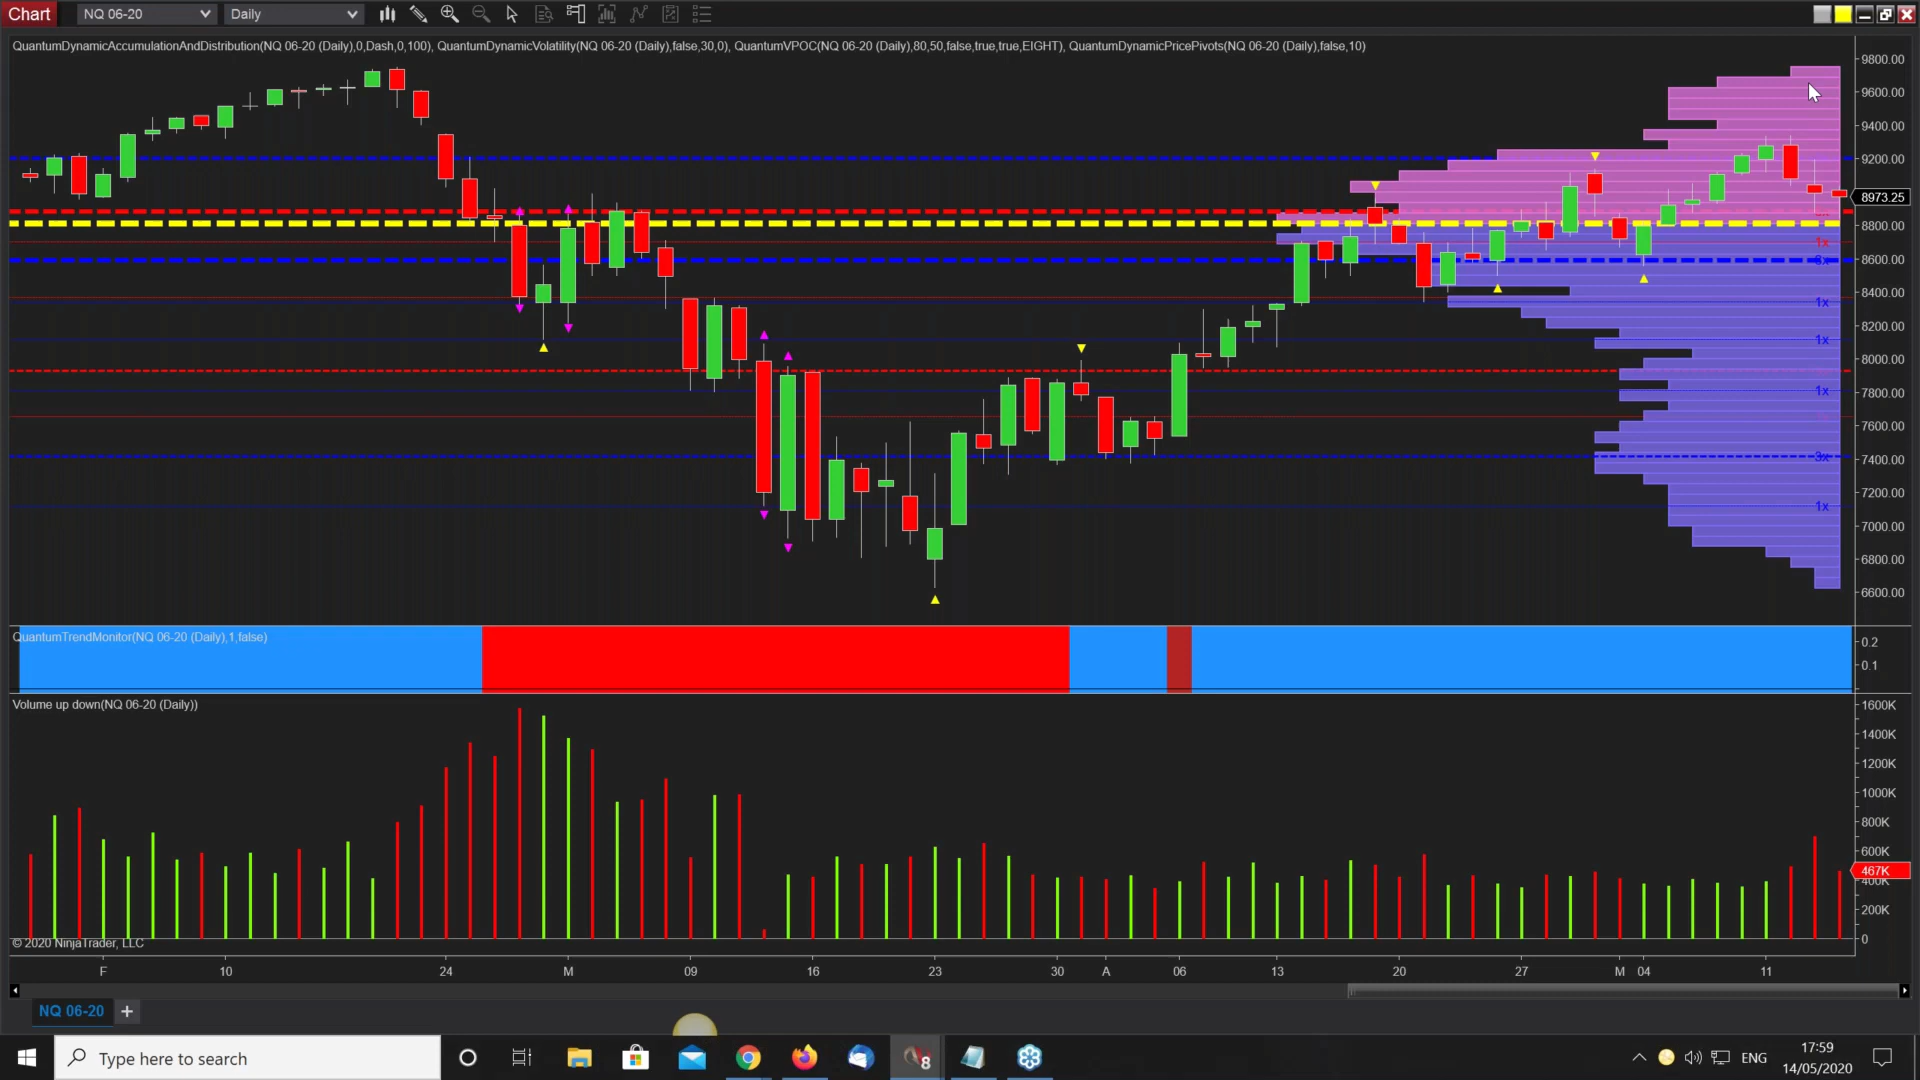 Chart NQ 06-20 Daily
QuantumDynamicAccumulationAndDistribution(NQ 06-20 (Daily),0,Dash,0,100), QuantumDynamicVolatility(NQ 06-20 (Daily),false,30,0), QuantumVPOC(NQ 06-20 (Daily),80,50,false,true,true,EIGHT), QuantumDynamicPricePivots(NQ 06-20 (Daily),false,10)
9800.00
9600.00
9400.00
9200.00
8973.25
8800.00
1x
8600.00
8400.00
1x
8200.00
1x
8000.00
7800.00
1x
7600.00
7400.00
3x
7200.00
1x
7000.00
6800.00
6600.00
QuantumTrendMonitor(NQ 06-20 (Daily),1,false)
0.2
0.1
Volume up down(NQ 06-20 (Daily))
1600K
1400K
1200K
1000K
800K
600K
467K
400K
200K
0
© 2020 NinjaTrader, LLC
F 10 24 M 09 16 23 30 A 06 13 20 27 M 04 11
NQ 06-20 +
Type here to search
8
ENG
17:59
14/05/2020